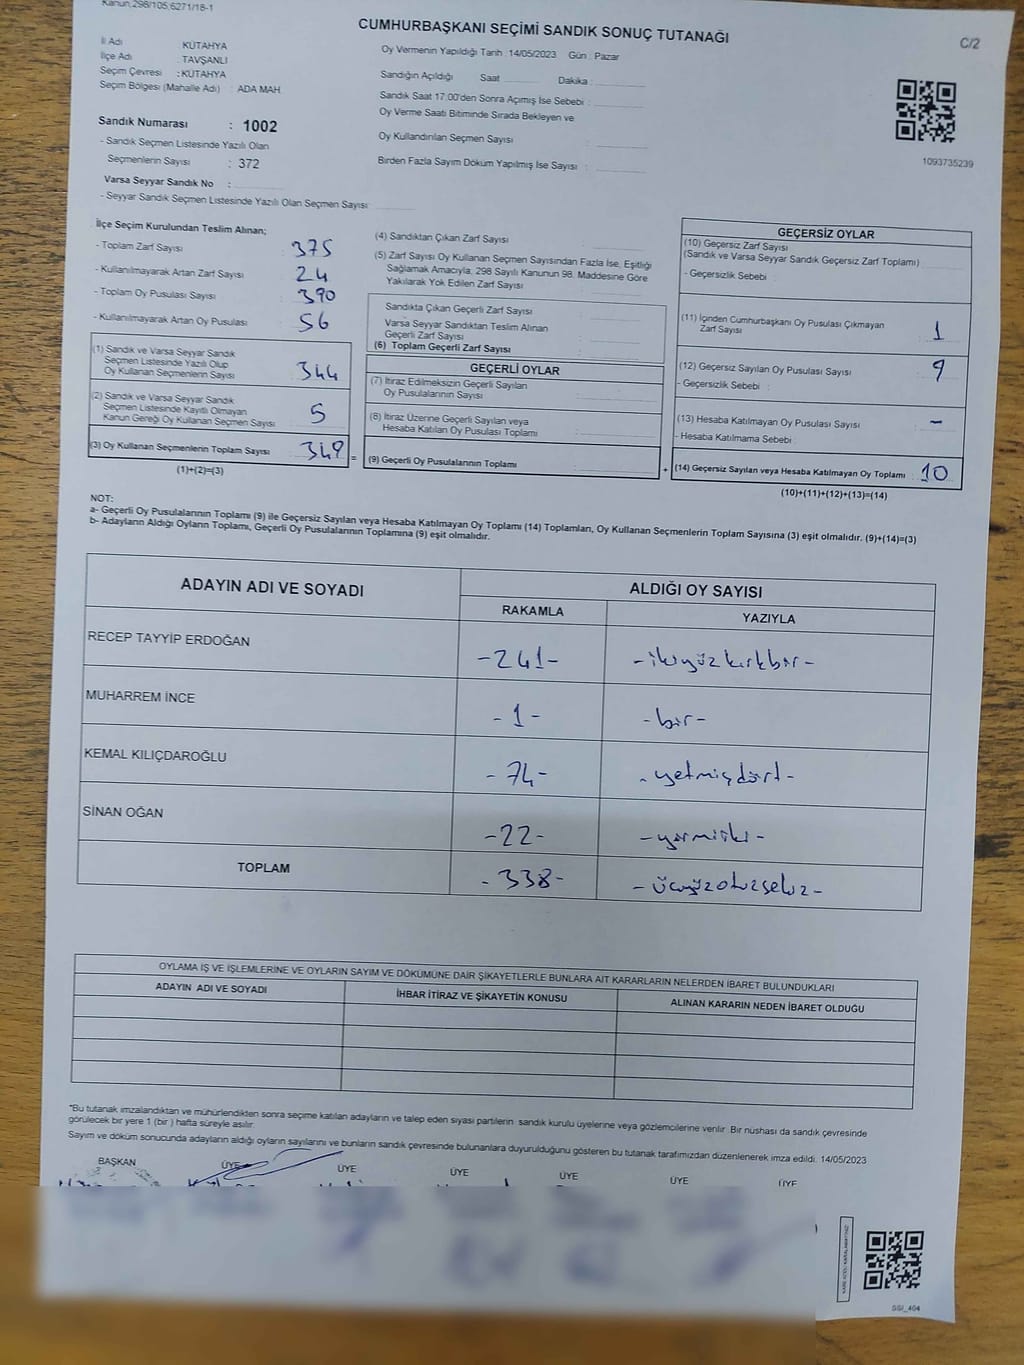 Kanun:298/105;6271/18-1
CUMHURBAŞKANI SEÇİMİ SANDIK SONUÇ TUTANAĞI
C/2
İl Adı KÜTAHYA
İlçe Adı : TAVŞANLI
Seçim Çevresi : KÜTAHYA
Seçim Bölgesi (Mahalle Adı) : ADA MAH
Oy Vermenin Yapıldığı Tarih : 14/05/2023 Gün : Pazar
Sandığın Açıldığı Saat Dakika :
Sandık Saat 17:00'den Sonra Açımış İse Sebebi :
Oy Verme Saati Bitiminde Sırada Bekleyen ve
Oy Kullandırılan Seçmen Sayısı :
Birden Fazla Sayım Döküm Yapılmış İse Sayısı :
1093735239
Sandık Numarası : 1002
- Sandık Seçmen Listesinde Yazılı Olan
Seçmenlerin Sayısı : 372
Varsa Seyyar Sandık No :
- Seyyar Sandık Seçmen Listesinde Yazılı Olan Seçmen Sayısı
İlçe Seçim Kurulundan Teslim Alınan;
- Toplam Zarf Sayısı : 375
- Kullanılmayarak Artan Zarf Sayısı : 24
- Toplam Oy Pusulası Sayısı : 390
- Kullanılmayarak Artan Oy Pusulası : 56
(1) Sandık ve Varsa Seyyar Sandık
Seçmen Listesinde Yazılı Olup
Oy Kullanan Seçmenlerin Sayısı : 344
(2) Sandık ve Varsa Seyyar Sandık
Seçmen Listesinde Kayıtlı Olmayan
Kanun Gereği Oy Kullanan Seçmen Sayısı : 5
(3) Oy Kullanan Seçmenlerin Toplam Sayısı : 349
(1)+(2)=(3)
(4) Sandıktan Çıkan Zarf Sayısı :
(5) Zarf Sayısı Oy Kullanan Seçmen Sayısından Fazla İse, Eşitliği
Sağlamak Amacıyla, 298 Sayılı Kanunun 98. Maddesine Göre
Yakılarak Yok Edilen Zarf Sayısı :
Sandıkta Çıkan Geçerli Zarf Sayısı :
Varsa Seyyar Sandıktan Teslim Alınan
Geçerli Zarf Sayısı :
(6) Toplam Geçerli Zarf Sayısı :
GEÇERLİ OYLAR
(7) İtiraz Edilmeksizin Geçerli Sayılan
Oy Pusulalarının Sayısı :
(8) İtiraz Üzerine Geçerli Sayılan veya
Hesaba Katılan Oy Pusulası Toplamı :
= (9) Geçerli Oy Pusulalarının Toplamı :
GEÇERSİZ OYLAR
(10) Geçersiz Zarf Sayısı
(Sandık ve Varsa Seyyar Sandık Geçersiz Zarf Toplamı)
- Geçersizlik Sebebi :
(11) İçinden Cumhurbaşkanı Oy Pusulası Çıkmayan
Zarf Sayısı : 1
(12) Geçersiz Sayılan Oy Pusulası Sayısı : 9
- Geçersizlik Sebebi :
(13) Hesaba Katılmayan Oy Pusulası Sayısı : -
- Hesaba Katılmama Sebebi :
+ (14) Geçersiz Sayılan veya Hesaba Katılmayan Oy Toplamı : 10
(10)+(11)+(12)+(13)=(14)
NOT:
a- Geçerli Oy Pusulalarının Toplamı (9) ile Geçersiz Sayılan veya Hesaba Katılmayan Oy Toplamı (14) Toplamları, Oy Kullanan Seçmenlerin Toplam Sayısına (3) eşit olmalıdır. (9)+(14)=(3)
b- Adayların Aldığı Oyların Toplamı, Geçerli Oy Pusulalarının Toplamına (9) eşit olmalıdır.
ADAYIN ADI VE SOYADI ALDIĞI OY SAYISI
RAKAMLA YAZIYLA
RECEP TAYYİP ERDOĞAN -241- -ikiyüzkırkbir-
MUHARREM İNCE -1- -bir-
KEMAL KILIÇDAROĞLU -74- -yetmişdört-
SİNAN OĞAN -22- -yirmiiki-
TOPLAM -338- -üçyüzotuzsekiz-
OYLAMA İŞ VE İŞLEMLERİNE VE OYLARIN SAYIM VE DÖKÜMÜNE DAİR ŞİKAYETLERLE BUNLARA AİT KARARLARIN NELERDEN İBARET BULUNDUKLARI
ADAYIN ADI VE SOYADI İHBAR İTİRAZ VE ŞİKAYETİN KONUSU ALINAN KARARIN NEDEN İBARET OLDUĞU
*Bu tutanak imzalandıktan ve mühürlendikten sonra seçime katılan adayların ve talep eden siyasi partilerin sandık kurulu üyelerine veya gözlemcilerine verilir. Bir nüshası da sandık çevresinde
görülecek bir yere 1 (bir) hafta süreyle asılır.
Sayım ve döküm sonucunda adayların aldığı oyların sayılarını ve bunların sandık çevresinde bulunanlara duyurulduğunu gösteren bu tutanak tarafımızdan düzenlenerek imza edildi. 14/05/2023
BAŞKAN ÜYE ÜYE ÜYE ÜYE ÜYE ÜYE
KARE KODU KARALAMAYINIZ!